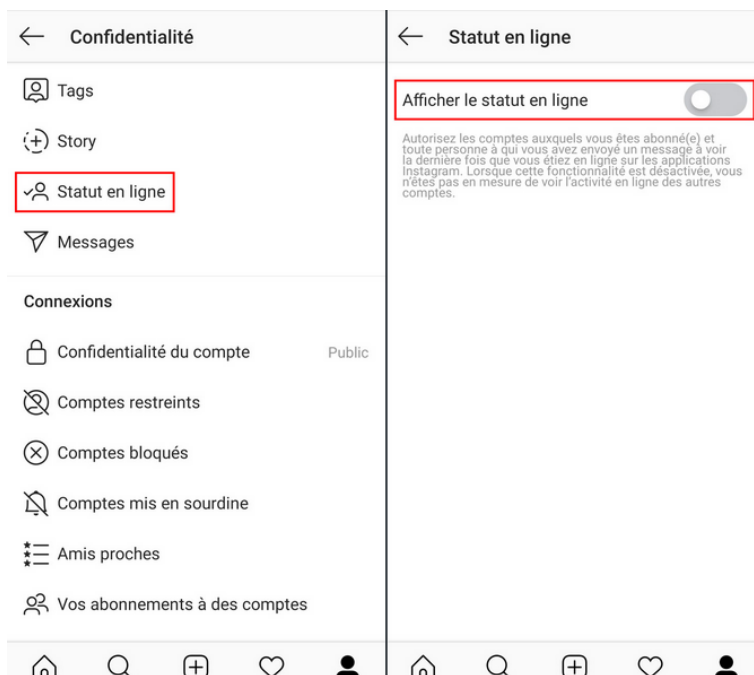 Confidentialité
Tags
Story
Statut en ligne
Messages
Connexions
Confidentialité du compte
Public
Comptes restreints
Comptes bloqués
Comptes mis en sourdine
Amis proches
Vos abonnements à des comptes
Statut en ligne
Afficher le statut en ligne
Autorisez les comptes auxquels vous êtes abonné(e) et
toute personne à qui vous avez envoyé un message à voir
la dernière fois que vous étiez en ligne sur les applications
Instagram. Lorsque cette fonctionnalité est désactivée, vous
n'êtes pas en mesure de voir l'activité en ligne des autres
comptes.